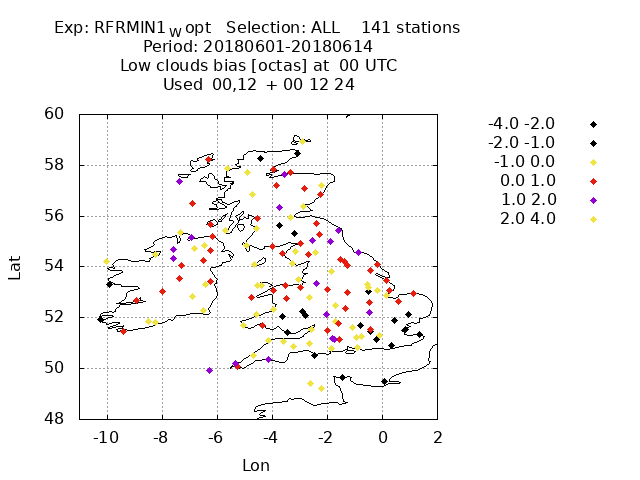 Exp: RFRMIN1_W opt Selection: ALL 141 stations
Period: 20180601-20180614
Low clouds bias [octas] at 00 UTC
Used 00,12 + 00 12 24
-4.0 -2.0
-2.0 -1.0
-1.0 0.0
0.0 1.0
1.0 2.0
2.0 4.0
60
58
56
54
52
50
48
Lat
-10 -8 -6 -4 -2 0 2
Lon